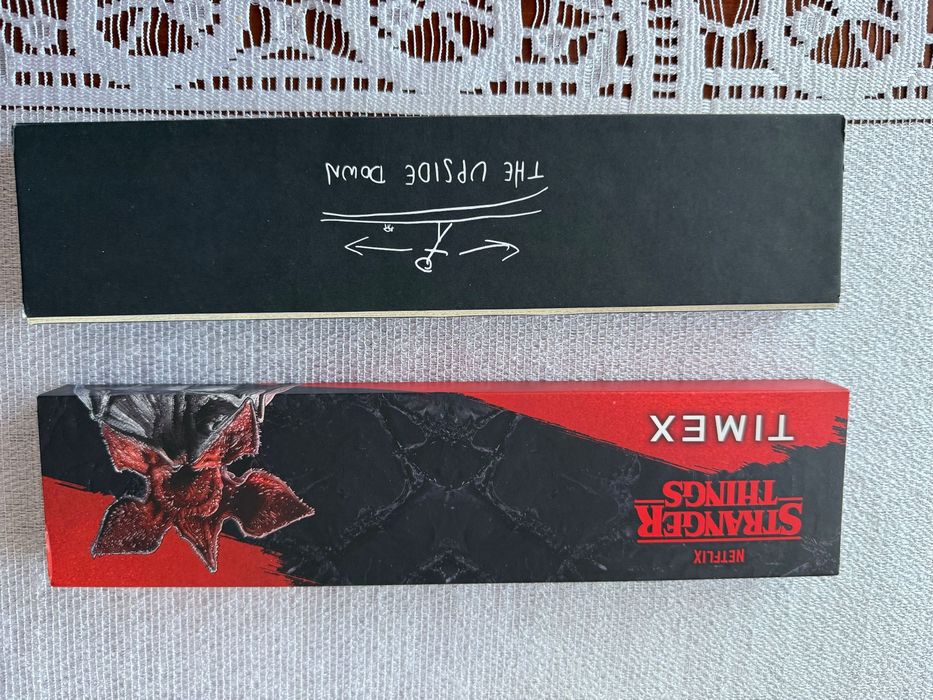 THE UPSIDE DOWN
NETFLIX
STRANGER
THINGS
TIMEX